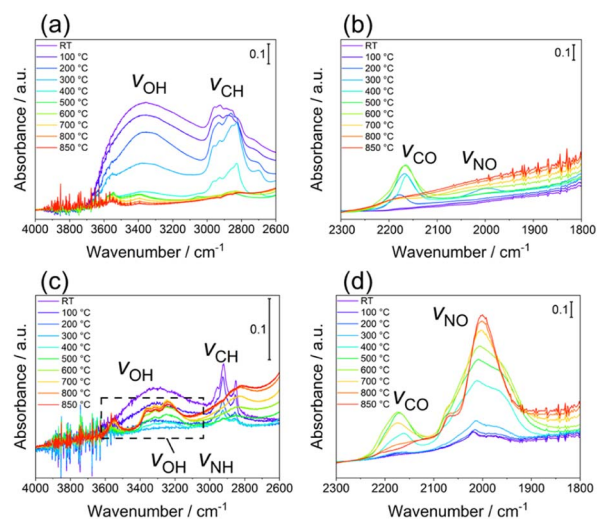 (a)
RT
100 °C
200 °C
300 °C
400 °C
500 °C
600 °C
700 °C
800 °C
850 °C
νOH
νCH
0.1
Absorbance / a.u.
4000 3800 3600 3400 3200 3000 2800 2600
Wavenumber / cm⁻¹
(b)
RT
100 °C
200 °C
300 °C
400 °C
500 °C
600 °C
700 °C
800 °C
850 °C
νCO
νNO
0.1
Absorbance / a.u.
2300 2200 2100 2000 1900 1800
Wavenumber / cm⁻¹
(c)
RT
100 °C
200 °C
300 °C
400 °C
500 °C
600 °C
700 °C
800 °C
850 °C
νOH
νCH
0.1
νOH νNH
Absorbance / a.u.
4000 3800 3600 3400 3200 3000 2800 2600
Wavenumber / cm⁻¹
(d)
RT
100 °C
200 °C
300 °C
400 °C
500 °C
600 °C
700 °C
800 °C
850 °C
νNO
νCO
0.1
Absorbance / a.u.
2300 2200 2100 2000 1900 1800
Wavenumber / cm⁻¹